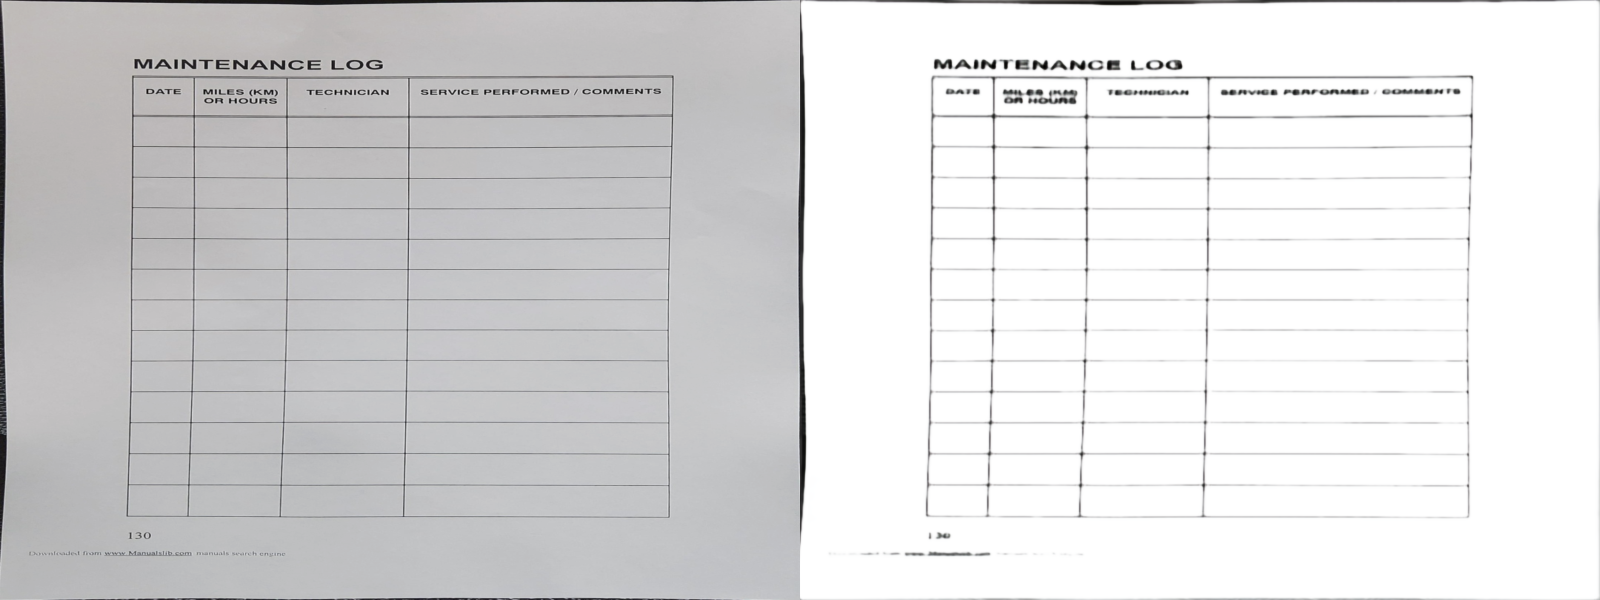 MAINTENANCE LOG
DATE
MILES (KM)
OR HOURS
TECHNICIAN
SERVICE PERFORMED / COMMENTS
130
Downloaded from www.Manualslib.com manuals search engine
MAINTENANCE LOG
DATE
MILES (KM)
OR HOURS
TECHNICIAN
SERVICE PERFORMED / COMMENTS
130